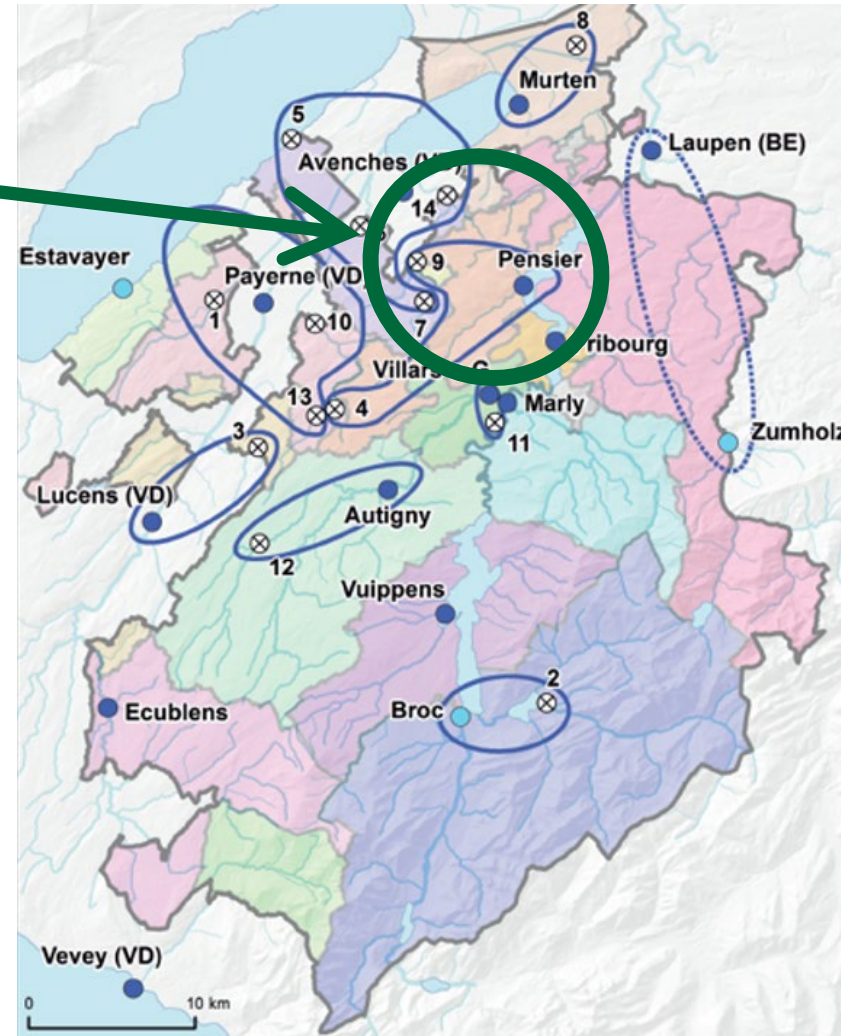 8
Murten
5
Laupen (BE)
Avenches
14
9
Estavayer
Pensier
Payerne (VD)
1
7
10
ribourg
Villars
13
4
Marly
3
11
Zumholz
Lucens (VD)
Autigny
12
Vuippens
2
Broc
Ecublens
Vevey (VD)
0
10 km